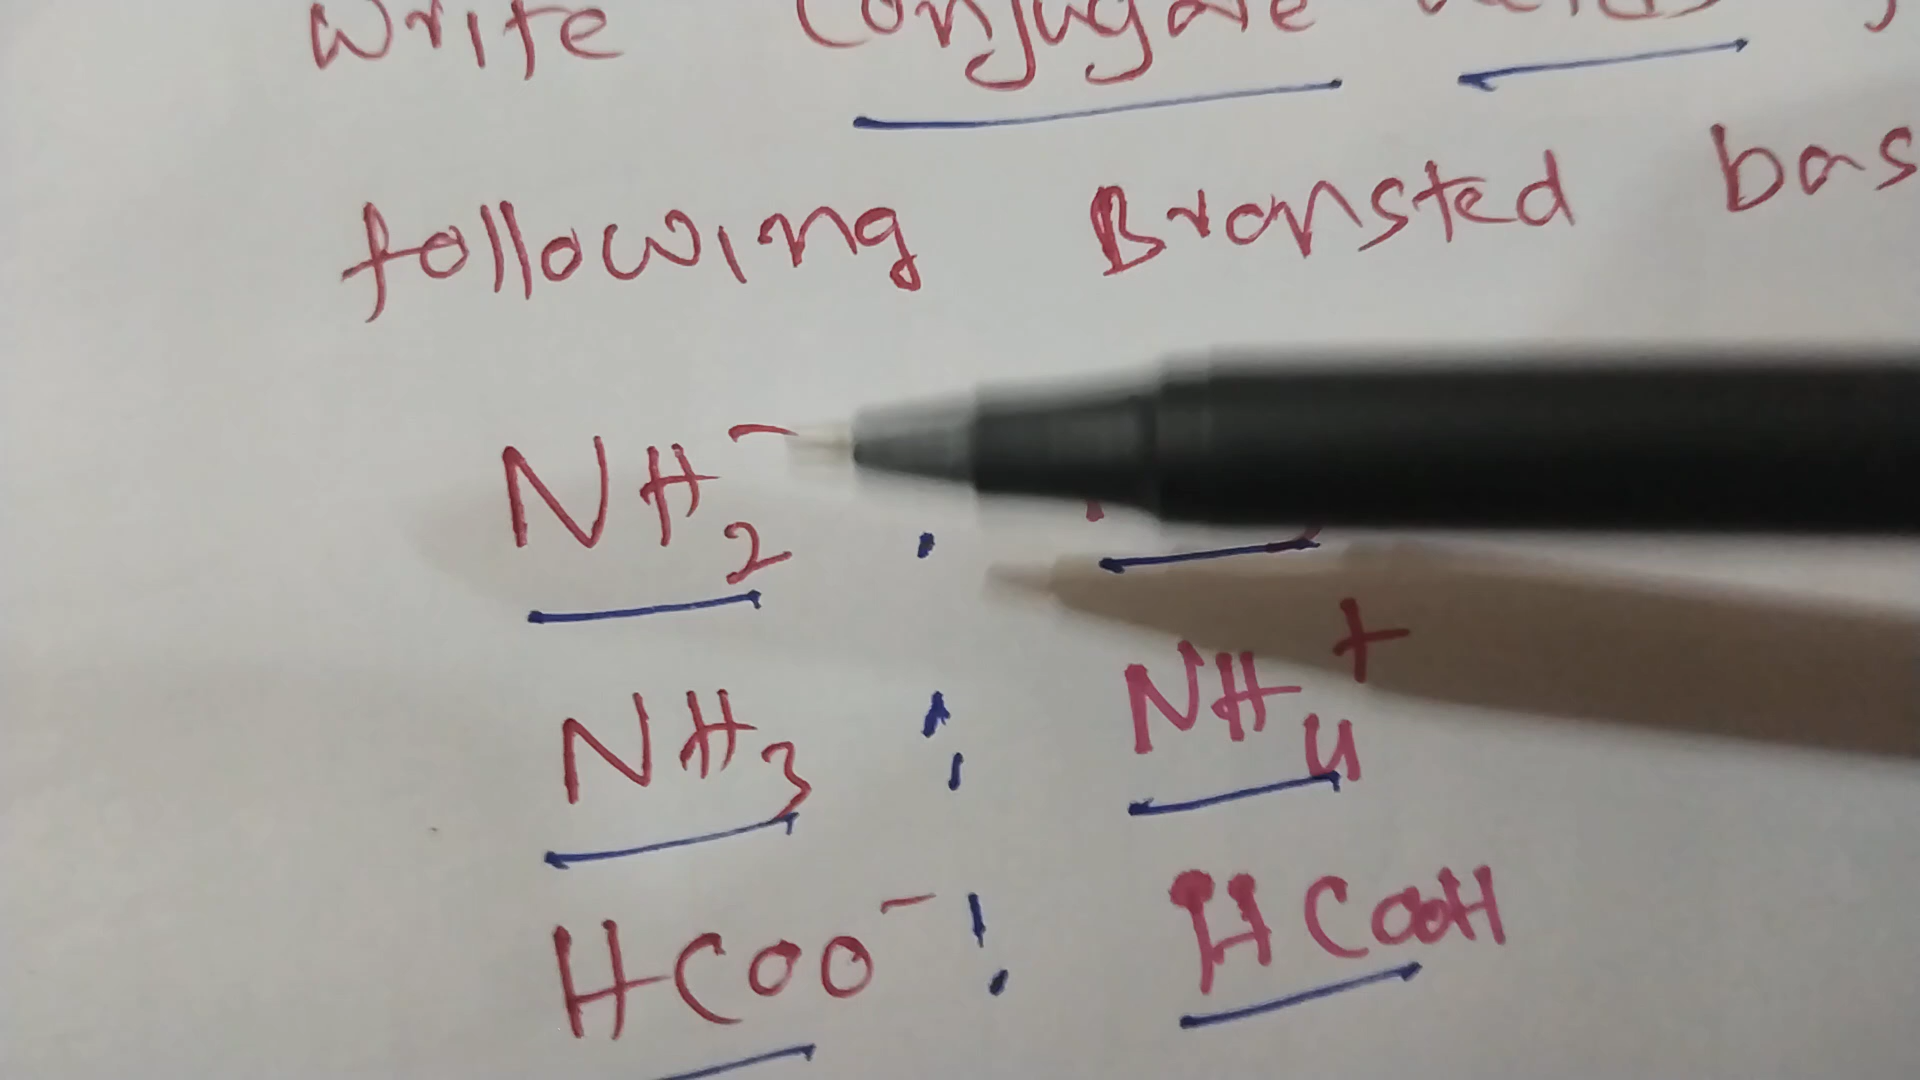 Write Conjugate
following Bronsted bas
NH2⁻ :
NH3 : NH4⁺
HCOO⁻ : HCOOH